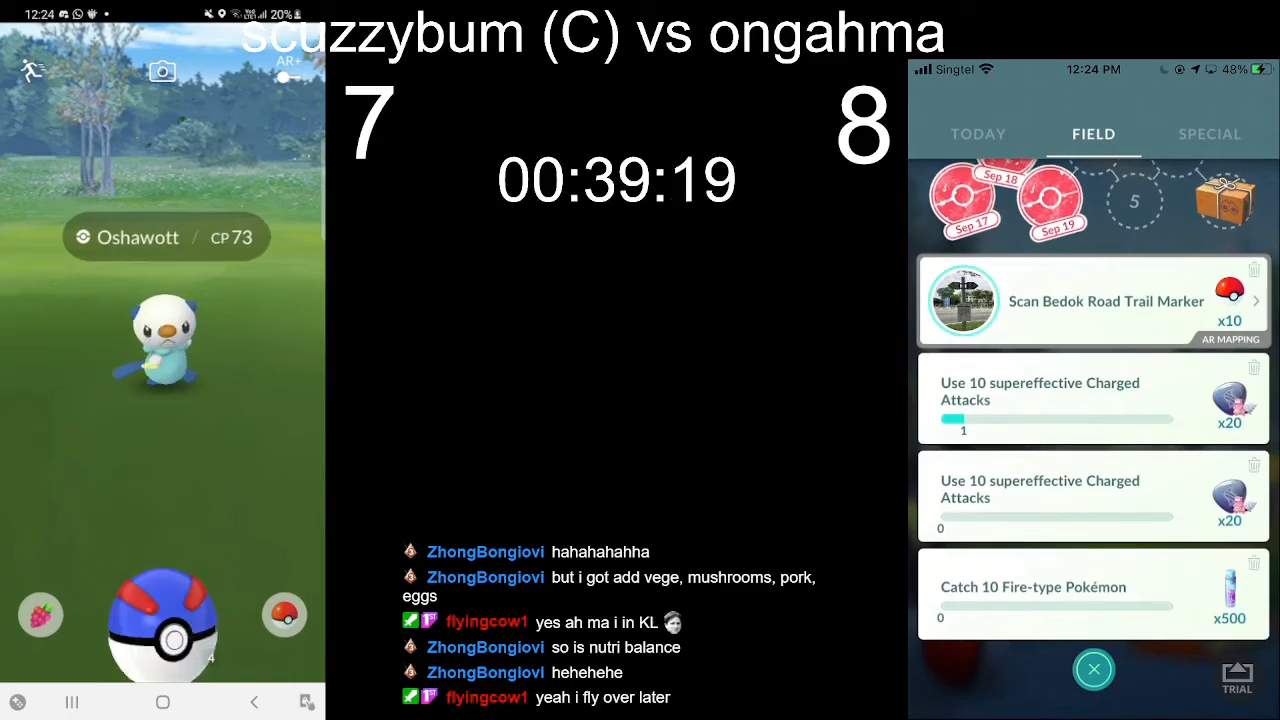 scuzzybum (C) vs ongahma
7
8
00:39:19
12:24
20%
AR+
Oshawott / CP73
4
Singtel
12:24 PM
48%
TODAY
FIELD
SPECIAL
Sep 17
Sep 18
Sep 19
5
Scan Bedok Road Trail Marker
x10
AR MAPPING
Use 10 supereffective Charged
Attacks
1
x20
Use 10 supereffective Charged
Attacks
0
x20
Catch 10 Fire-type Pokémon
0
x500
TRIAL
ZhongBongiovi hahahahahha
ZhongBongiovi but i got add vege, mushrooms, pork,
eggs
1ST flyingcow1 yes ah ma i in KL
ZhongBongiovi so is nutri balance
ZhongBongiovi hehehehe
1ST flyingcow1 yeah i fly over later